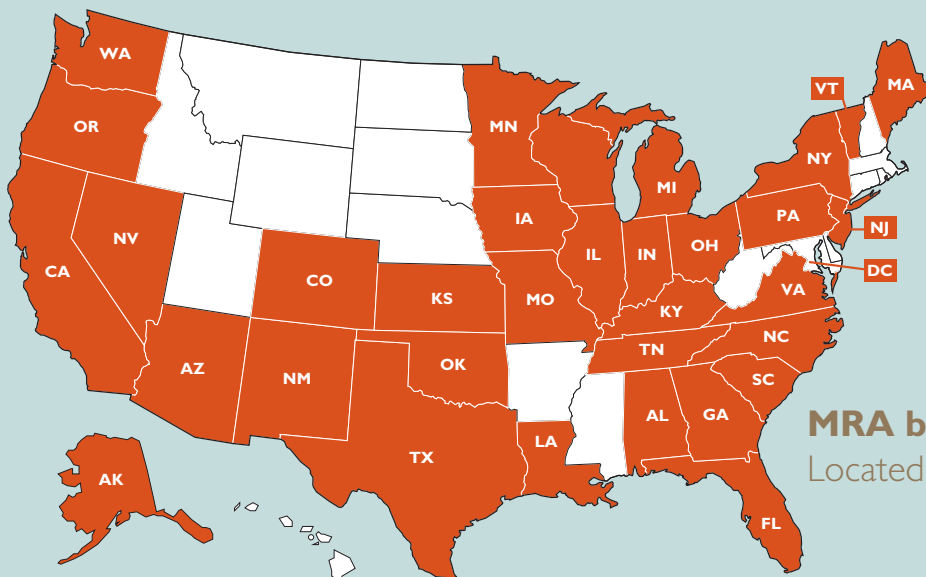 WA
OR
CA
NV
AZ
CO
NM
KS
OK
TX
MN
IA
MO
LA
IL
IN
MI
OH
KY
TN
AL
GA
FL
SC
NC
VA
PA
NY
VT
MA
NJ
DC
AK
MRA b
Located